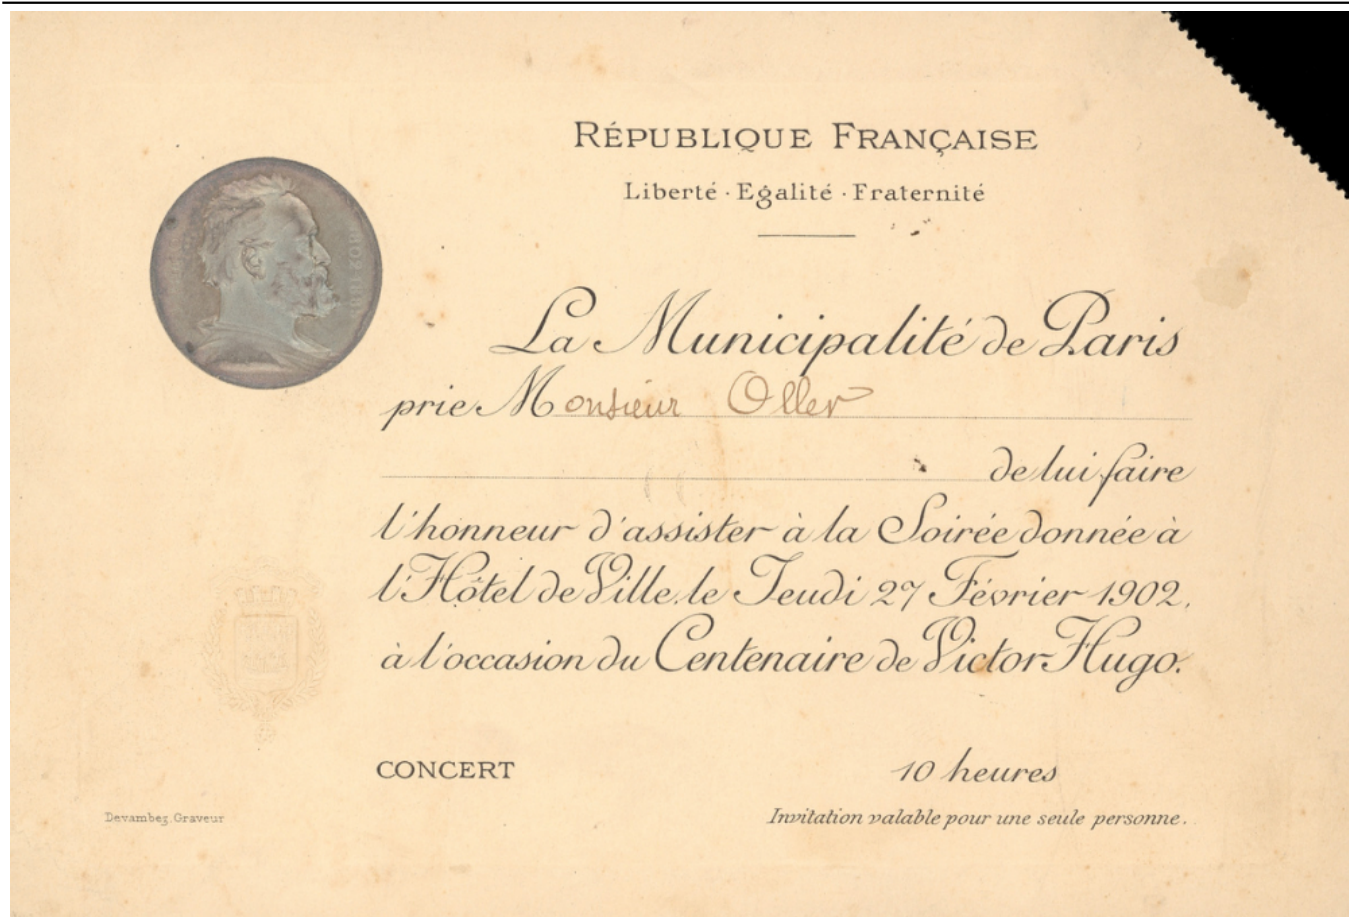 RÉPUBLIQUE FRANÇAISE
Liberté · Egalité · Fraternité
La Municipalité de Paris
prie Monsieur Oller
de lui faire
l'honneur d'assister à la Soirée donnée à
l'Hôtel de Ville, le Jeudi 27 Février 1902,
à l'occasion du Centenaire de Victor Hugo.
CONCERT 10 heures
Devambez, Graveur Invitation valable pour une seule personne.